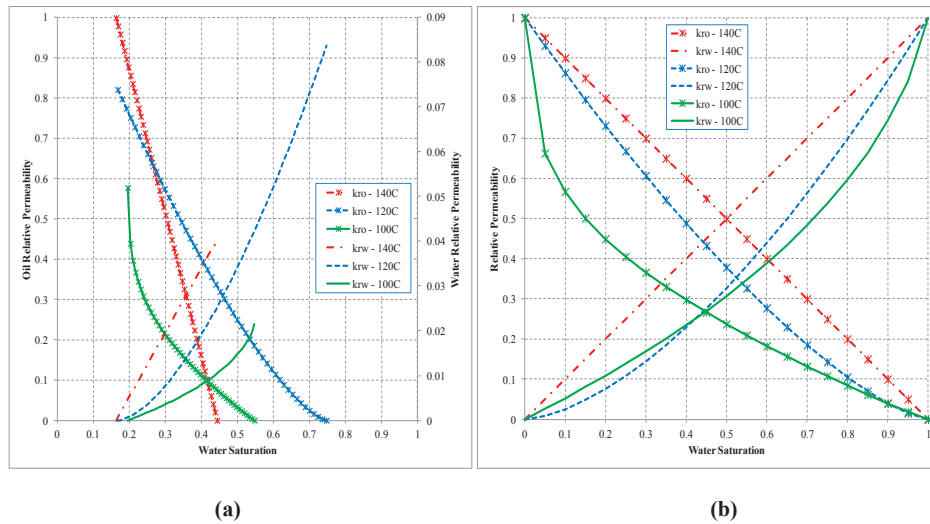 1
0.9
0.8
0.7
0.6
0.5
0.4
0.3
0.2
0.1
0
Oil Relative Permeability
0 0.1 0.2 0.3 0.4 0.5 0.6 0.7 0.8 0.9 1
Water Saturation
0.09
0.08
0.07
0.06
0.05
0.04
0.03
0.02
0.01
0.00
Water Relative Permeability
kro - 140C
kro - 120C
kro - 100C
krw - 140C
krw - 120C
krw - 100C
(a)
1
0.9
0.8
0.7
0.6
0.5
0.4
0.3
0.2
0.1
0
Relative Permeability
0 0.1 0.2 0.3 0.4 0.5 0.6 0.7 0.8 0.9 1
Water Saturation
kro - 140C
krw - 140C
kro - 120C
krw - 120C
kro - 100C
krw - 100C
(b)